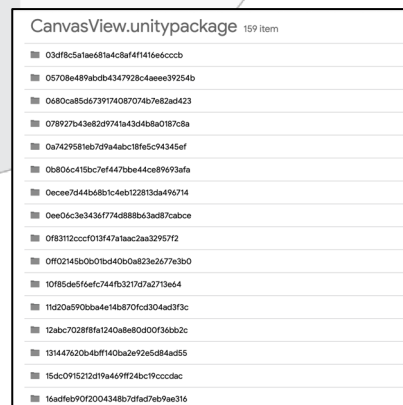 CanvasView.unitypackage 159 item
03df8c5a1ae681a4c8af4f1416e6cccb
05708e489abdb4347928c4aeee39254b
0680ca85d6739174087074b7e82ad423
078927b43e82d9741a43d4b8a0187c8a
0a7429581eb7d9a4abc18fe5c94345ef
0b806c415bc7ef447bbe44ce89693afa
0ecee7d44b68b1c4eb122813da496714
0ee06c3e3436f774d888b63ad87cabce
0f83112cccf013f47a1aac2aa32957f2
0ff02145b0b01bd40b0a823e2677e3b0
10f85de5f6efc744fb3217d7a2713e64
11d20a590bba4e14b870fcd304ad3f3c
12abc7028f8fa1240a8e80d00f36bb2c
131447620b4bff140ba2e92e5d84ad55
15dc0915212d19a469ff24bc19cccdac
16adfeb90f2004348b7dfad7eb9ae316